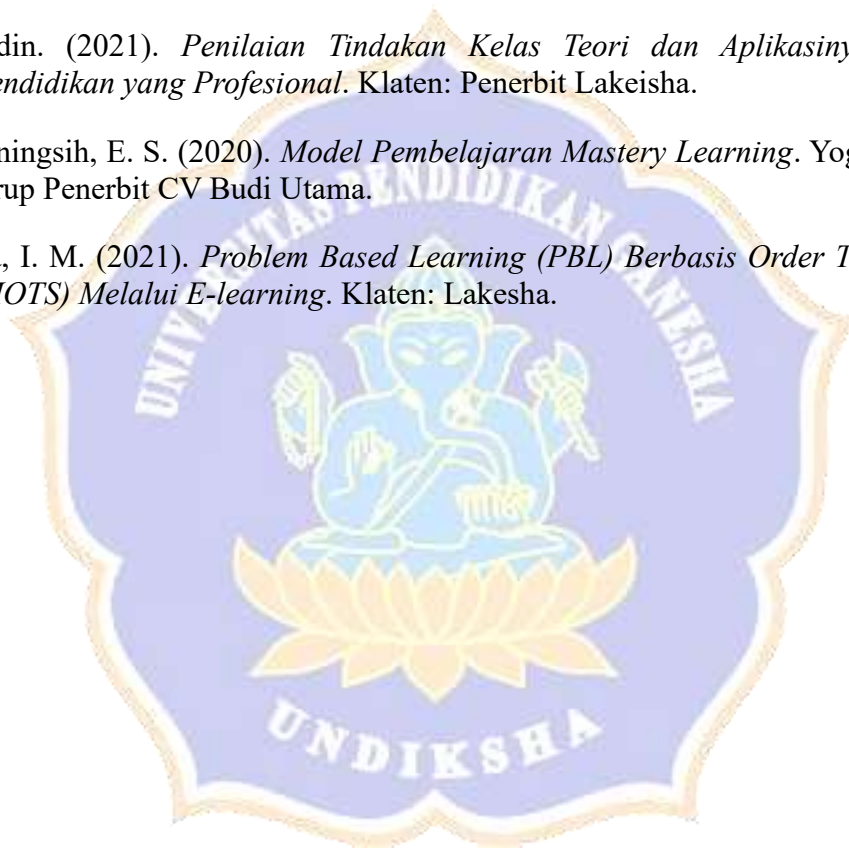 din. (2021). Penilaian Tindakan Kelas Teori dan Aplikasiny
endidikan yang Profesional. Klaten: Penerbit Lakeisha.
ningsih, E. S. (2020). Model Pembelajaran Mastery Learning. Yog
rup Penerbit CV Budi Utama.
, I. M. (2021). Problem Based Learning (PBL) Berbasis Order T
IOTS) Melalui E-learning. Klaten: Lakesha.
UNIVERSITAS PENDIDIKAN GANESHA
UNDIKSHA